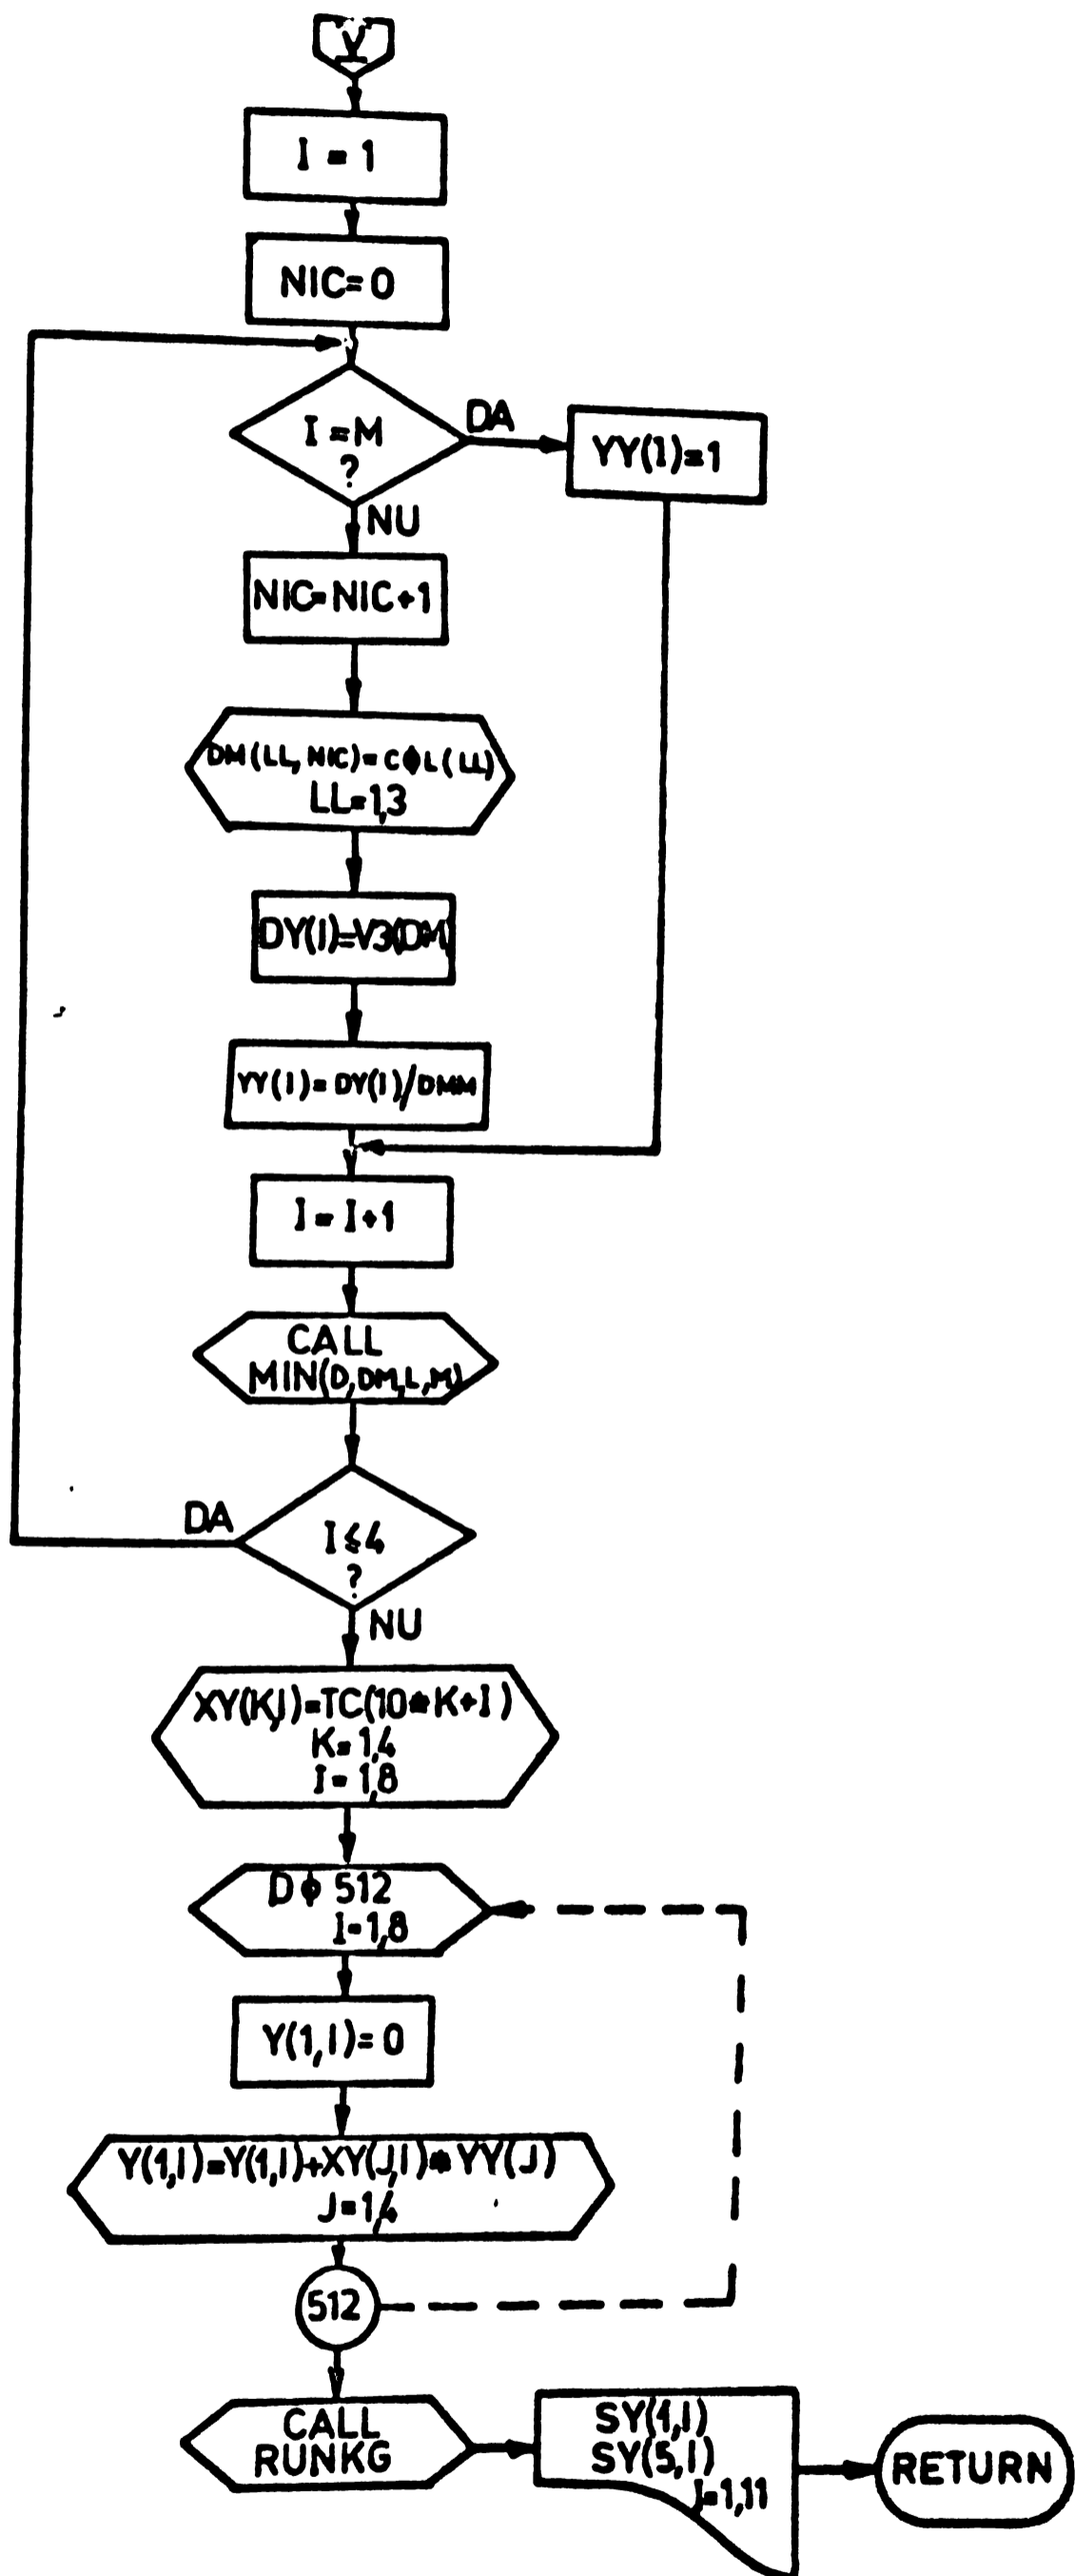 V
I = 1
NIC=0
I = M
?
DA
YY(I)=1
NU
NIC=NIC+1
DM(LL,NIC)=CφL(LL)
LL=1,3
DY(I)=V3(DM)
YY(I)=DY(I)/DMM
I = I+1
CALL
MIN(D,DM,L,M)
DA
I≤4
?
NU
XY(K,I)=TC(10*K+I)
K=1,4
I=1,8
Dφ 512
I=1,8
Y(1,I)=0
Y(1,I)=Y(1,I)+XY(J,I)*YY(J)
J=1,4
512
CALL
RUNKG
SY(1,I)
SY(5,I)
I=1,11
RETURN